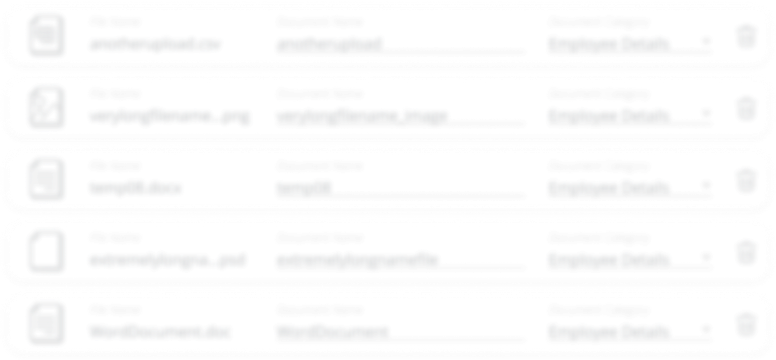 File Name Document Name Document Category
anotherupload.csv anotherupload Employee Details
File Name Document Name Document Category
verylongfilename...png verylongfilename_image Employee Details
File Name Document Name Document Category
temp08.docx temp08 Employee Details
File Name Document Name Document Category
extremelylongna...psd extremelylongnamefile Employee Details
File Name Document Name Document Category
WordDocument.doc WordDocument Employee Details